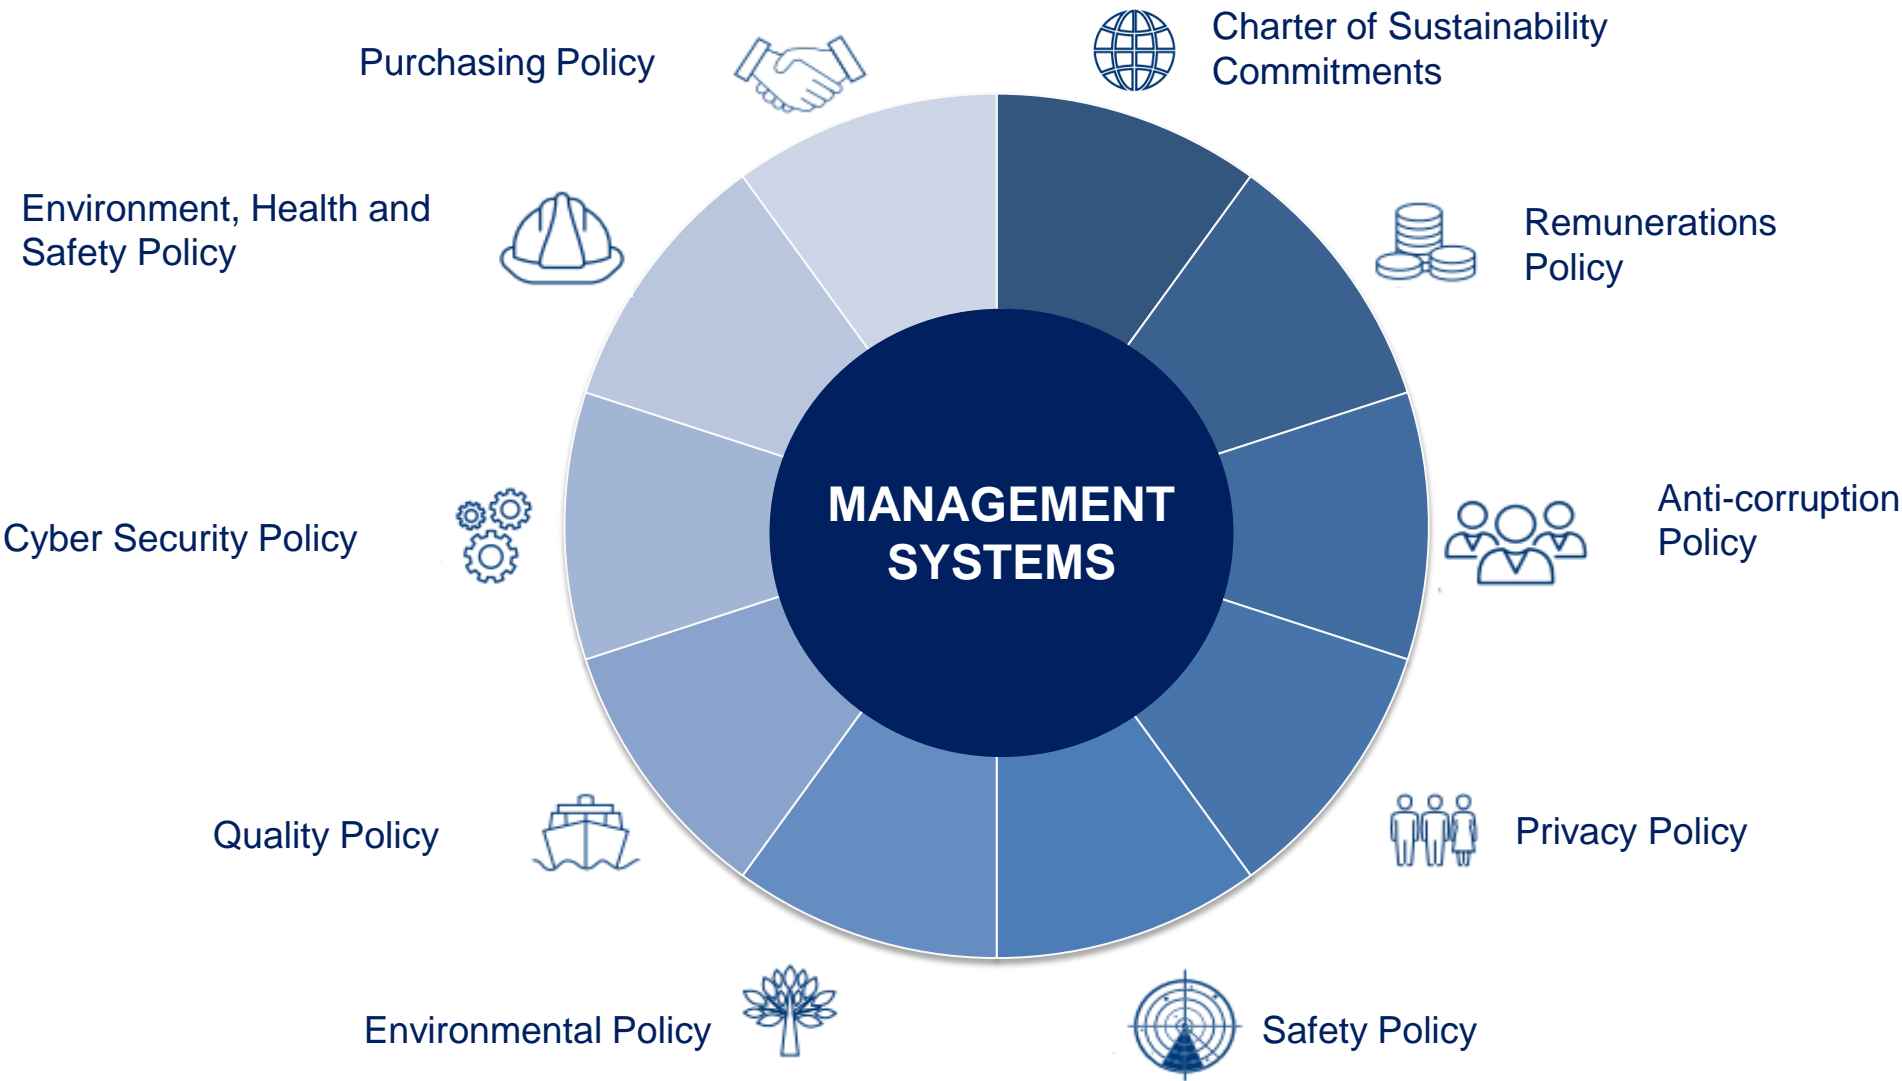 Purchasing Policy
Charter of Sustainability
Commitments
Environment, Health and
Safety Policy
Remunerations
Policy
MANAGEMENT
SYSTEMS
Cyber Security Policy
Anti-corruption
Policy
Quality Policy
Privacy Policy
Environmental Policy
Safety Policy